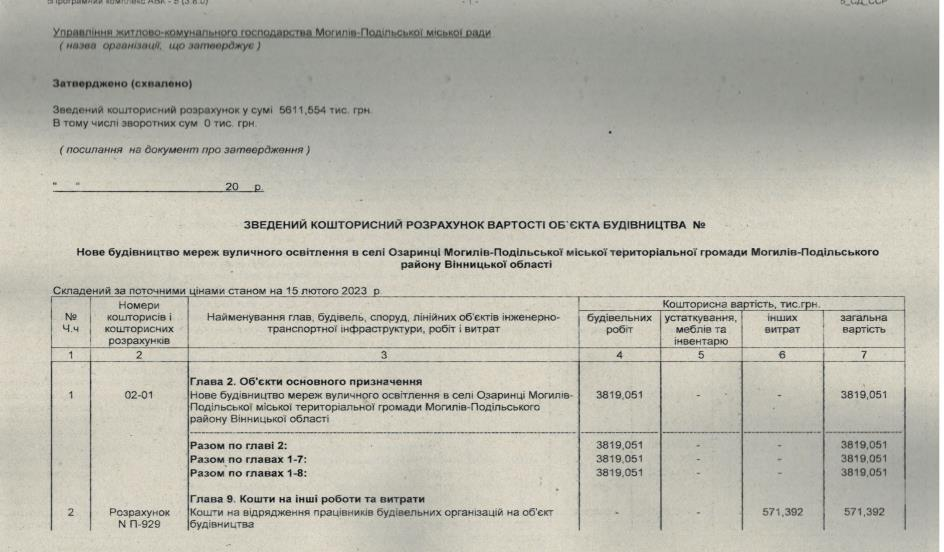 Програмний комплекс АВК - 5 (3.8.0)
- 1 -
5_СД_ССР
Управління житлово-комунального господарства Могилів-Подільської міської ради
( назва організації, що затверджує )
Затверджено (схвалено)
Зведений кошторисний розрахунок у сумі 5611,554 тис. грн.
В тому числі зворотних сум 0 тис. грн.
( посилання на документ про затвердження )
" " 20 р.
ЗВЕДЕНИЙ КОШТОРИСНИЙ РОЗРАХУНОК ВАРТОСТІ ОБ`ЄКТА БУДІВНИЦТВА №
Нове будівництво мереж вуличного освітлення в селі Озаринці Могилів-Подільської міської територіальної громади Могилів-Подільського
району Вінницької області
Складений за поточними цінами станом на 15 лютого 2023 р.
№ Ч.ч
Номери кошторисів і кошторисних розрахунків
Найменування глав, будівель, споруд, лінійних об'єктів інженерно-
транспортної інфраструктури, робіт і витрат
Кошторисна вартість, тис.грн.
будівельних робіт
устаткування, меблів та інвентарю
інших витрат
загальна вартість
1 2 3 4 5 6 7
Глава 2. Об'єкти основного призначення
1 02-01 Нове будівництво мереж вуличного освітлення в селі Озаринці Могилів- 3819,051 - - 3819,051
Подільської міської територіальної громади Могилів-Подільського
району Вінницької області
Разом по главі 2: 3819,051 - - 3819,051
Разом по главах 1-7: 3819,051 - - 3819,051
Разом по главах 1-8: 3819,051 - - 3819,051
Глава 9. Кошти на інші роботи та витрати
2 Розрахунок Кошти на відрядження працівників будівельних організацій на об'єкт - - 571,392 571,392
N П-929 будівництва